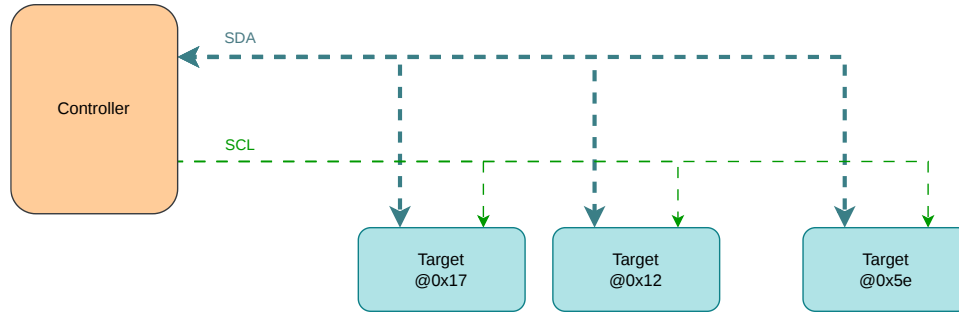 SDA
Controller
SCL
Target
@0x17
Target
@0x12
Target
@0x5e